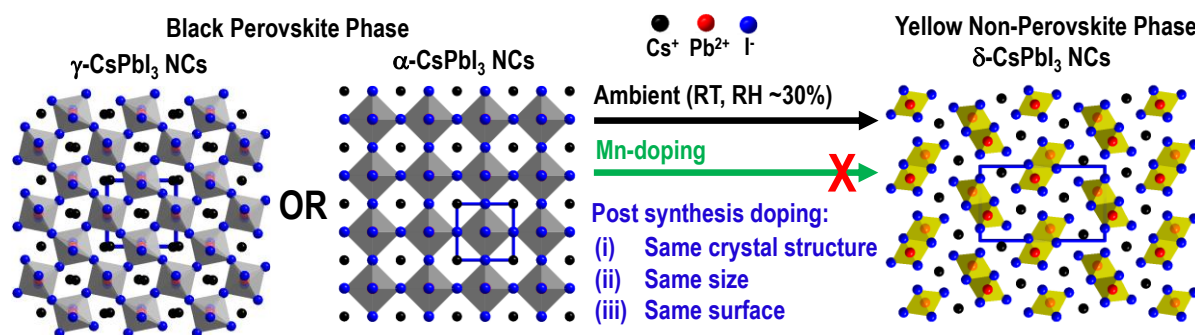 Black Perovskite Phase
γ-CsPbI₃ NCs
α-CsPbI₃ NCs
OR
Cs⁺ Pb²⁺ I⁻
Ambient (RT, RH ~30%)
Mn-doping
X
Post synthesis doping:
(i) Same crystal structure
(ii) Same size
(iii) Same surface
Yellow Non-Perovskite Phase
δ-CsPbI₃ NCs